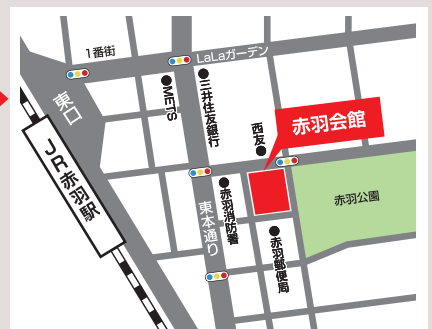 1番街
LaLaガーデン
東口
METS
三井住友銀行
西友
赤羽会館
JR赤羽駅
東本通り
赤羽消防署
赤羽公園
赤羽郵便局